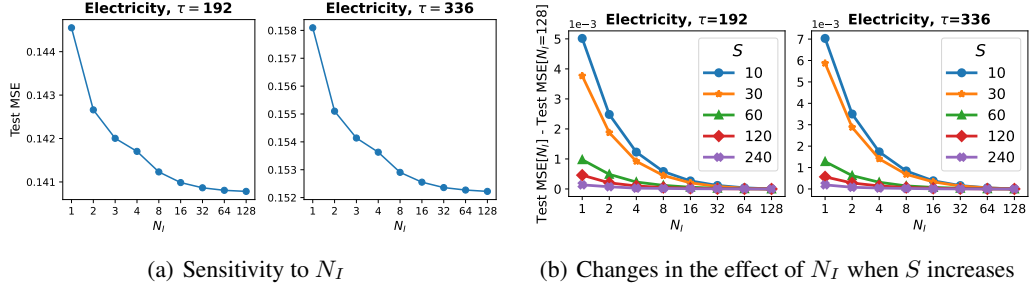 Electricity, τ = 192
Test MSE
0.144
0.143
0.142
0.141
1 2 3 4 8 16 32 64 128
N_I
Electricity, τ = 336
0.158
0.156
0.154
0.153
0.152
1 2 3 4 8 16 32 64 128
N_I
(a) Sensitivity to N_I
Electricity, τ=192
1e−3
Test MSE[N_I] - Test MSE[N_I=128]
5
4
3
2
1
0
1 2 4 8 16 32 64 128
N_I
S
10
30
60
120
240
Electricity, τ=336
1e−3
7
6
5
4
3
2
1
0
1 2 4 8 16 32 64 128
N_I
S
10
30
60
120
240
(b) Changes in the effect of N_I when S increases